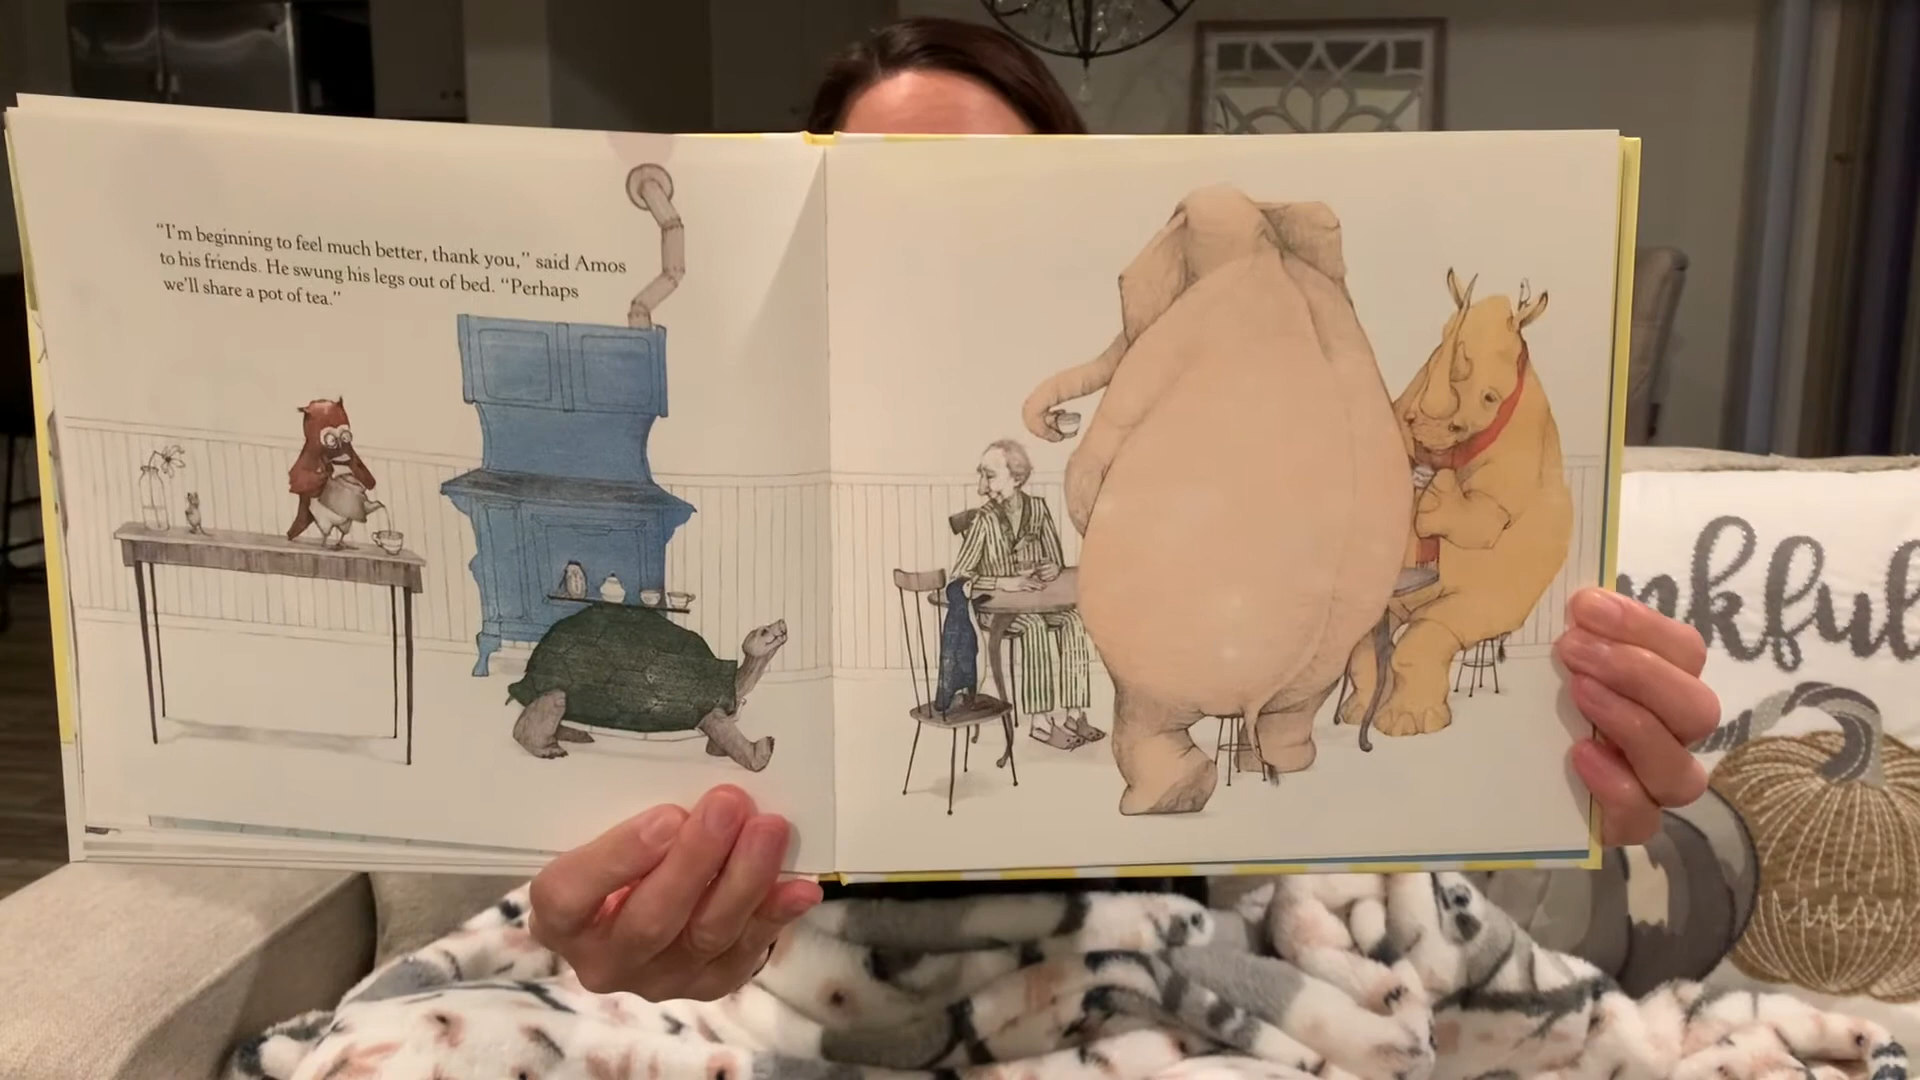 “I’m beginning to feel much better, thank you,” said Amos
to his friends. He swung his legs out of bed. “Perhaps
we’ll share a pot of tea.”
nkful